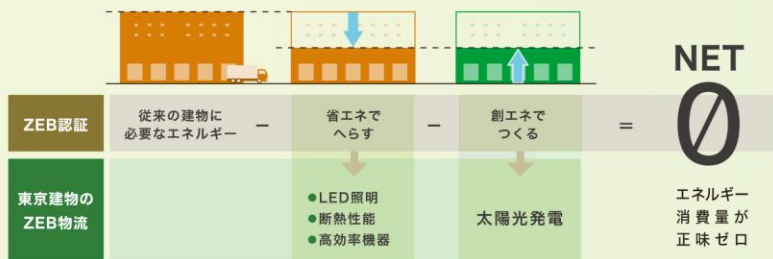 ZEB認証
従来の建物に
必要なエネルギー
−
省エネで
へらす
−
創エネで
つくる
=
NET
0
エネルギー
消費量が
正味ゼロ
東京建物の
ZEB物流
●LED照明
●断熱性能
●高効率機器
太陽光発電